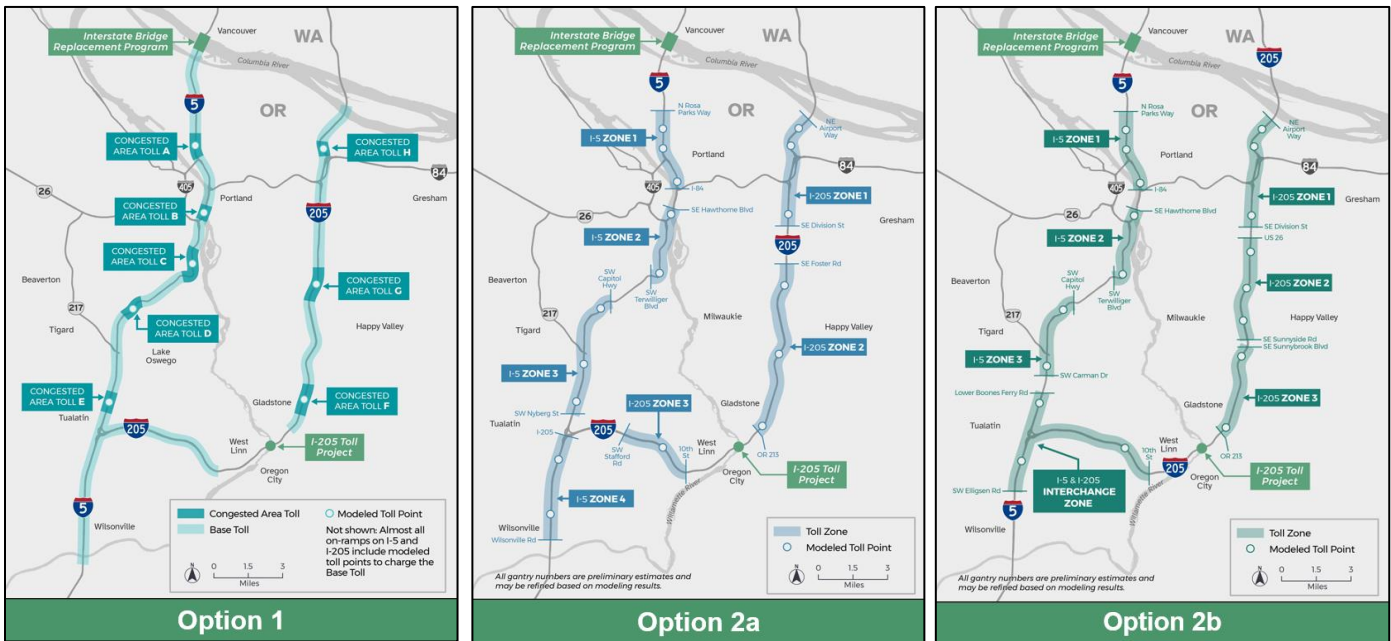 Interstate Bridge
Replacement Program
Vancouver
WA
Columbia River
5
OR
CONGESTED
AREA TOLL A
CONGESTED
AREA TOLL H
84
405
26
Portland
Gresham
CONGESTED
AREA TOLL B
205
CONGESTED
AREA TOLL C
Beaverton
CONGESTED
AREA TOLL G
217
CONGESTED
AREA TOLL D
Happy Valley
Tigard
Lake
Oswego
CONGESTED
AREA TOLL E
CONGESTED
AREA TOLL F
Gladstone
Tualatin
205
West
Linn
I-205 Toll
Project
Oregon
City
5
Wilsonville
Congested Area Toll
Base Toll
Modeled Toll Point
Not shown: Almost all
on-ramps on I-5 and
I-205 include modeled
toll points to charge the
Base Toll
N
0 1.5 3
Miles
Option 1
Interstate Bridge
Replacement Program
Vancouver
WA
Columbia River
5
OR
N Rosa
Parks Way
NE
Airport
Way
I-5 ZONE 1
Portland
84
405
I-84
I-205 ZONE 1
Gresham
26
SE Hawthorne Blvd
SE Division St
I-5 ZONE 2
205
SE Foster Rd
Beaverton
SW
Capitol
Hwy
SW
Terwilliger
Blvd
217
Milwaukie
Happy Valley
Tigard
I-205 ZONE 2
I-5 ZONE 3
I-205 ZONE 3
Gladstone
SW Nyberg St
Tualatin
I-205
205
SW
Stafford
Rd
10th
St
West
Linn
OR 213
I-205 Toll
Project
Oregon
City
Willamette River
I-5 ZONE 4
Wilsonville
Wilsonville Rd
Toll Zone
Modeled Toll Point
N
0 1.5 3
Miles
All gantry numbers are preliminary estimates and
may be refined based on modeling results.
Option 2a
Interstate Bridge
Replacement Program
Vancouver
WA
205
Columbia River
5
OR
N Rosa
Parks Way
NE
Airport
Way
I-5 ZONE 1
Portland
84
405
I-84
I-205 ZONE 1
Gresham
26
SE Hawthorne Blvd
SE Division St
US 26
I-5 ZONE 2
Beaverton
SW
Capitol
Hwy
SW
Terwilliger
Blvd
I-205 ZONE 2
217
Milwaukie
Happy Valley
Tigard
SE Sunnyside Rd
SE Sunnybrook Blvd
I-5 ZONE 3
SW Carman Dr
Lower Boones Ferry Rd
I-205 ZONE 3
Gladstone
Tualatin
West
Linn
OR 213
10th
St
205
I-205 Toll
Project
Oregon
City
I-5 & I-205
INTERCHANGE
ZONE
SW Elligsen Rd
5
Willamette River
Wilsonville
Toll Zone
Modeled Toll Point
N
0 1.5 3
Miles
All gantry numbers are preliminary estimates and
may be refined based on modeling results.
Option 2b